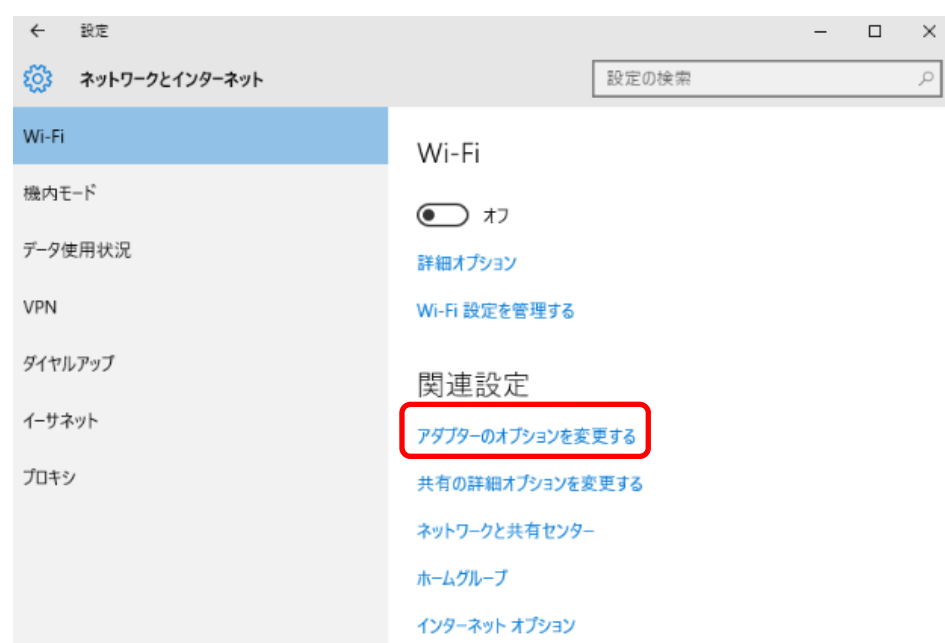 設定
ネットワークとインターネット
設定の検索
Wi-Fi
機内モード
データ使用状況
VPN
ダイヤルアップ
イーサネット
プロキシ
Wi-Fi
オフ
詳細オプション
Wi-Fi 設定を管理する
関連設定
アダプターのオプションを変更する
共有の詳細オプションを変更する
ネットワークと共有センター
ホームグループ
インターネット オプション